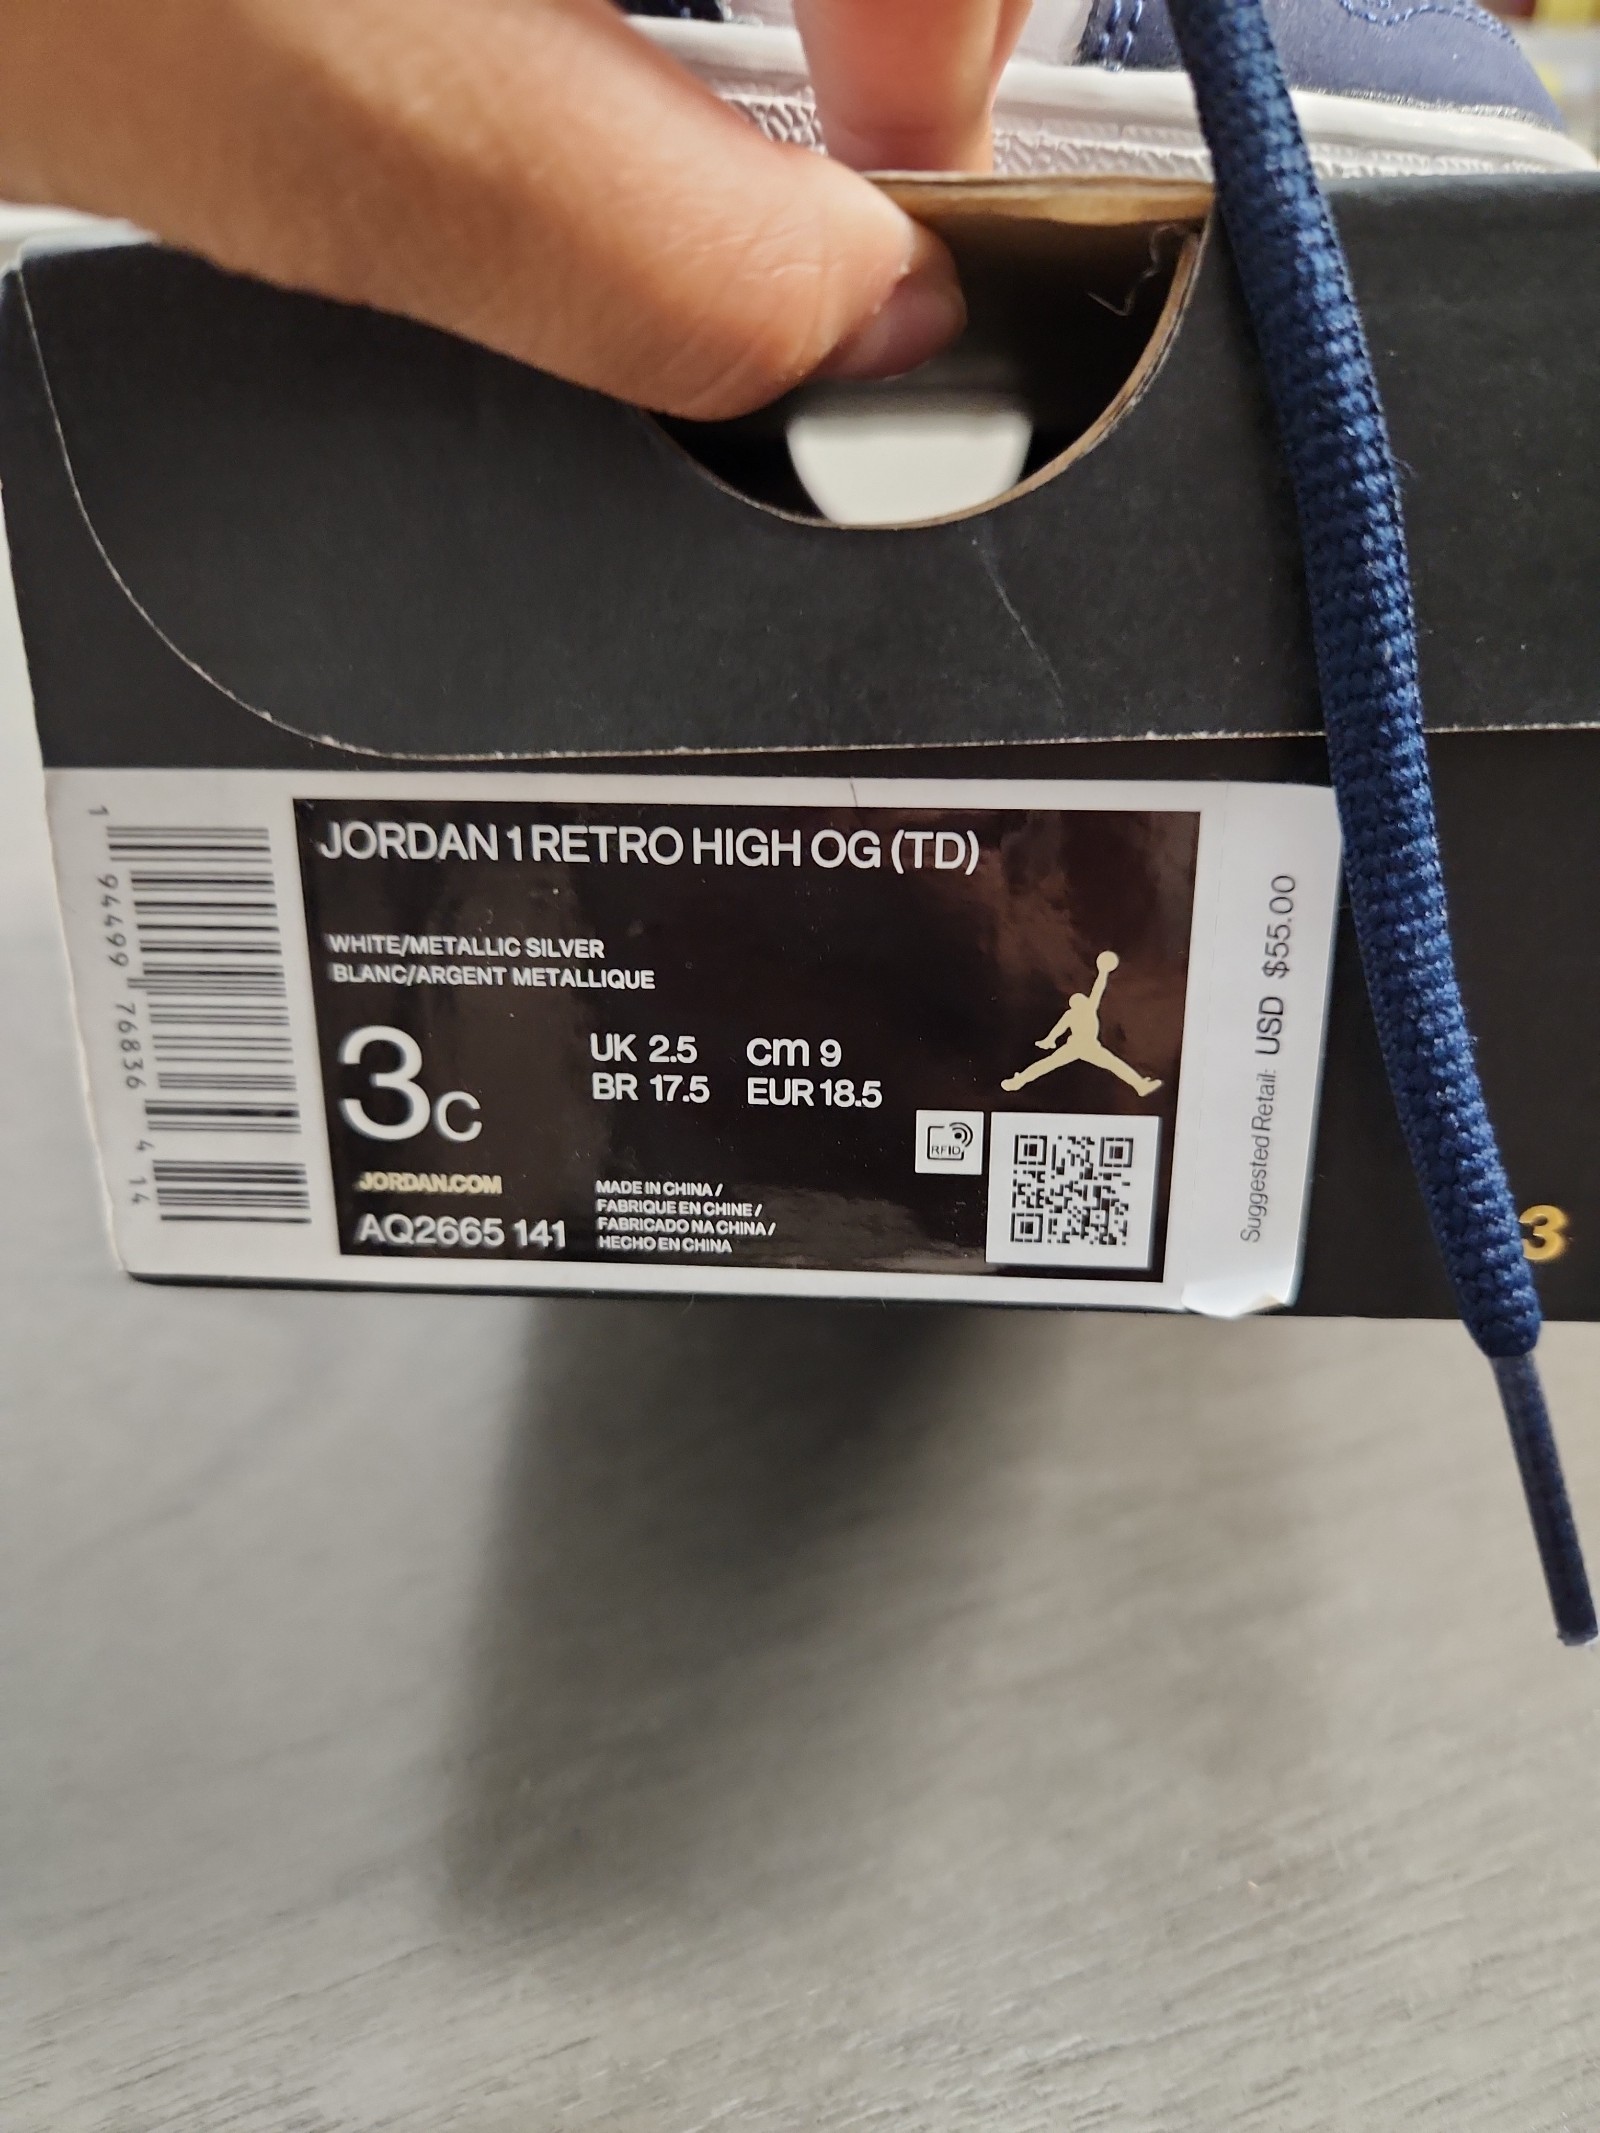 JORDAN 1 RETRO HIGH OG (TD)
WHITE/METALLIC SILVER
BLANC/ARGENT METALLIQUE
3C
UK 2.5 cm 9
BR 17.5 EUR 18.5
RFID
JORDAN.COM
AQ2665 141
MADE IN CHINA /
FABRIQUE EN CHINE /
FABRICADO NA CHINA /
HECHO EN CHINA
1 94499 76836 4 14
Suggested Retail: USD $55.00
3